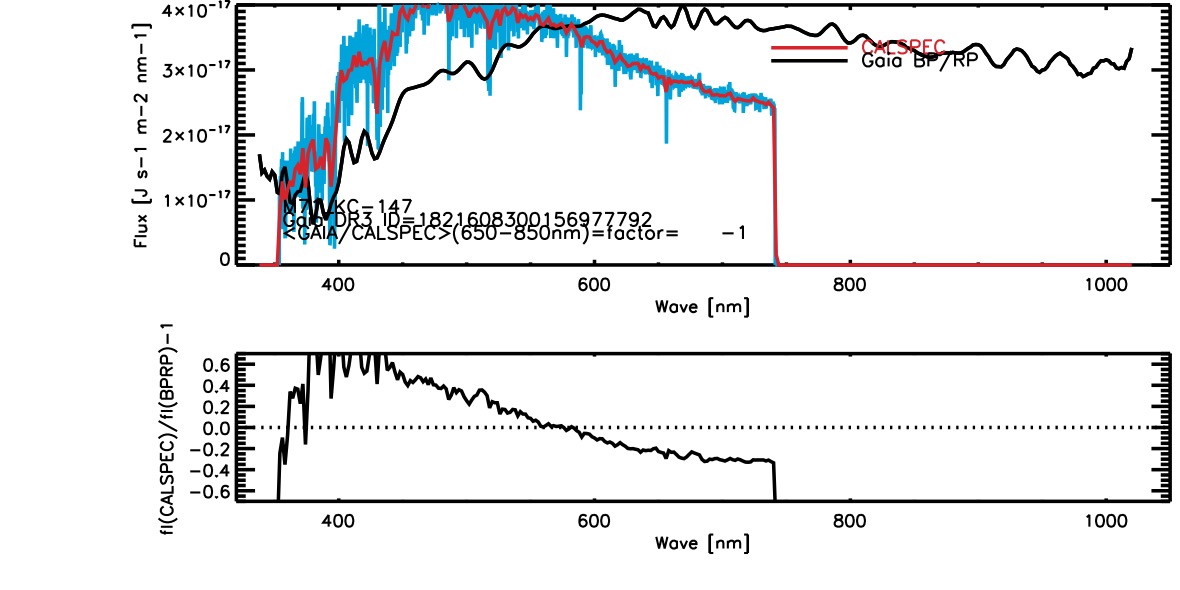 4×10−17
3×10−17
2×10−17
1×10−17
0
Flux [J s−1 m−2 nm−1]
CALSPEC
Gaia BP/RP
KC−147
Gaia DR3 ID=1821608300156977792
<GAIA/CALSPEC>(650−850nm)=factor= −1
400 600 800 1000
Wave [nm]
fl(CALSPEC)/fl(BPRP)−1
0.6
0.4
0.2
0.0
−0.2
−0.4
−0.6
400 600 800 1000
Wave [nm]